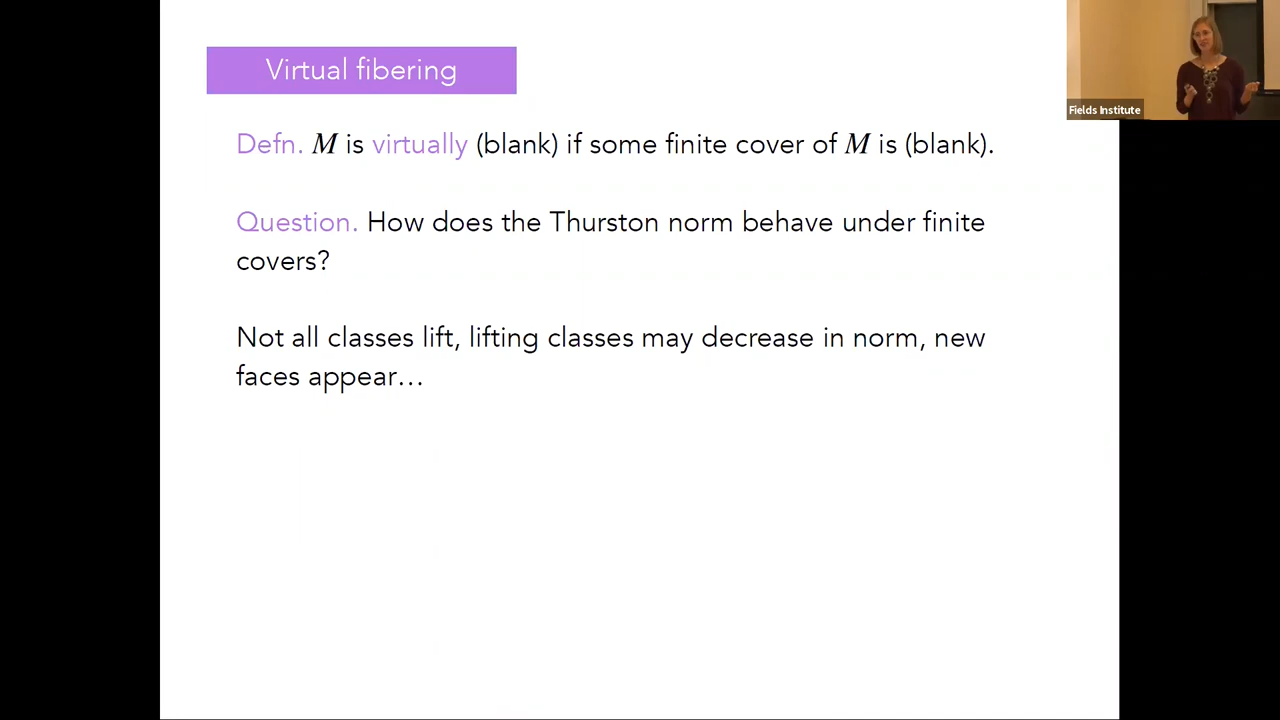 Virtual fibering
Fields Institute
Defn. M is virtually (blank) if some finite cover of M is (blank).
Question. How does the Thurston norm behave under finite
covers?
Not all classes lift, lifting classes may decrease in norm, new
faces appear…